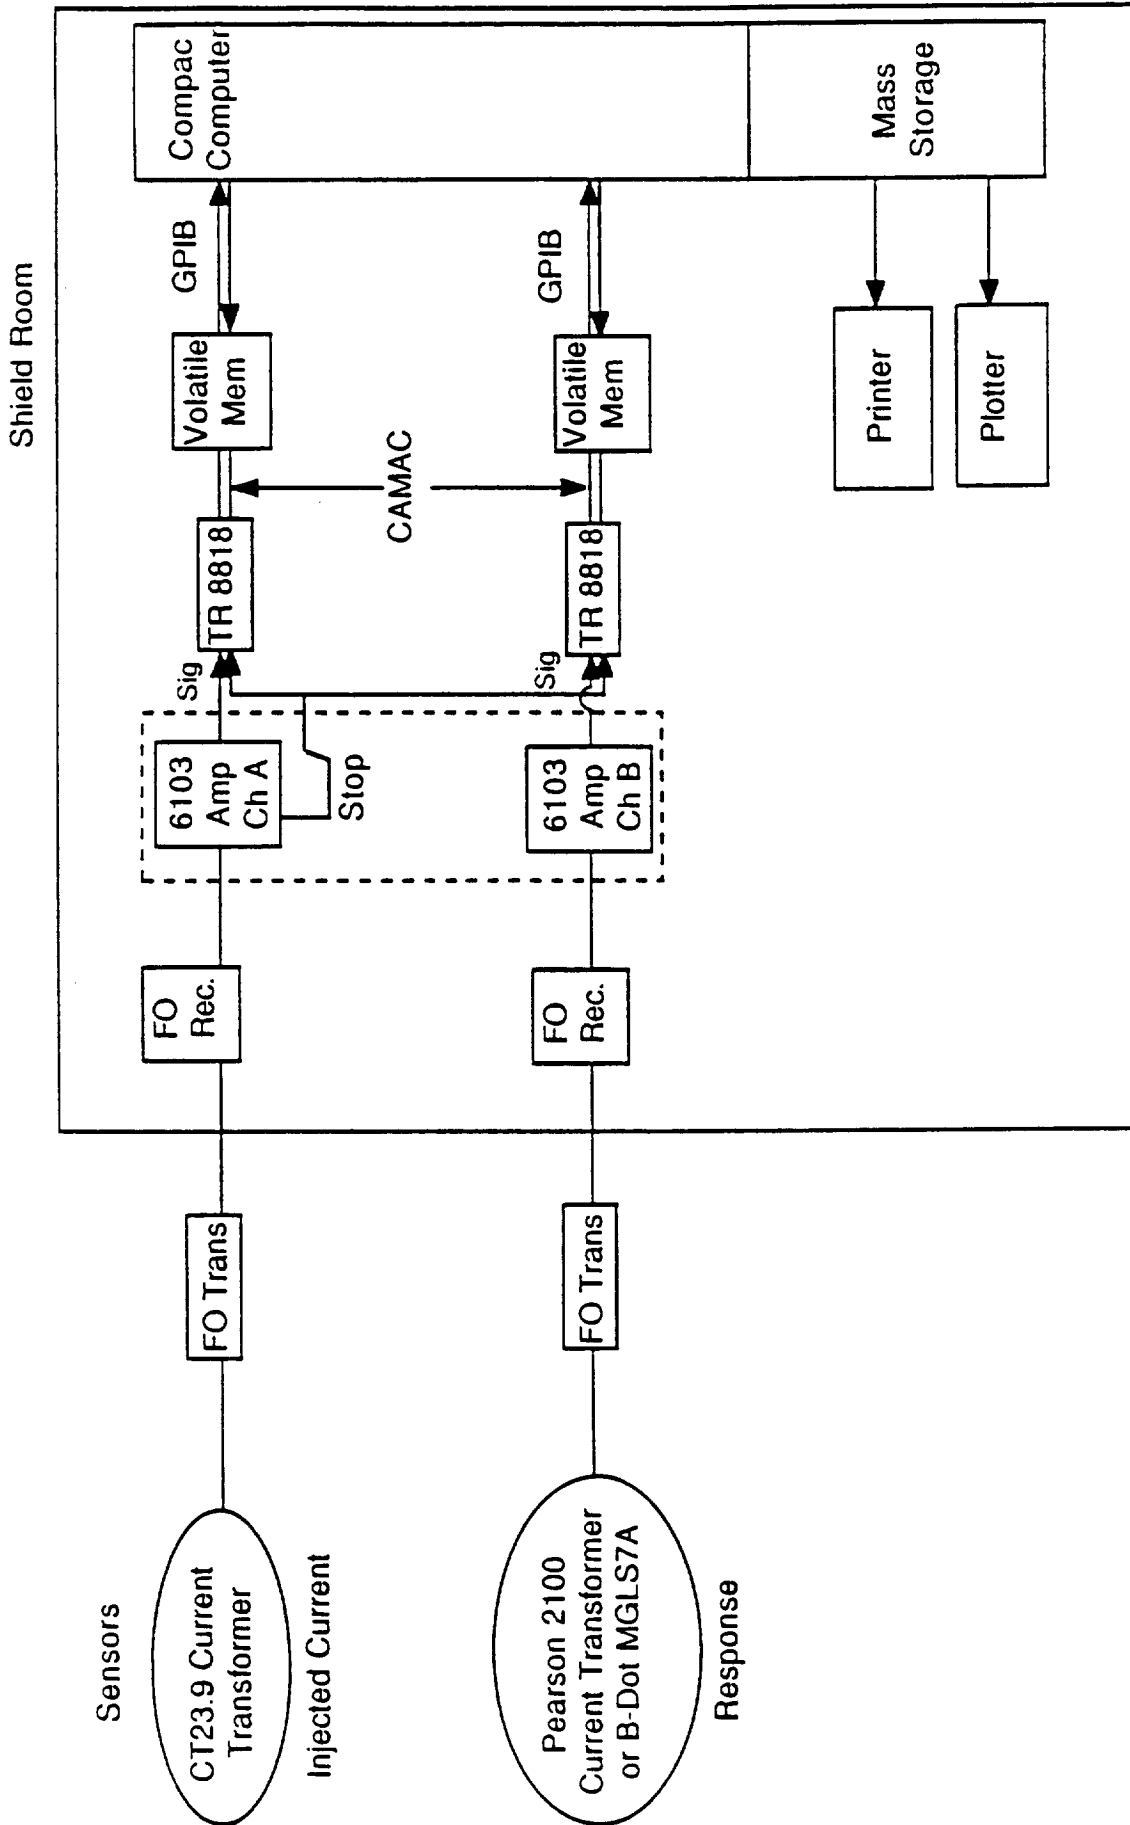 Shield Room
Sensors
CT23.9 Current
Transformer
Injected Current
FO Trans
FO
Rec.
6103
Amp
Ch A
Stop
Sig
TR 8818
Volatile
Mem
GPIB
Compac
Computer
CAMAC
Pearson 2100
Current Transformer
or B-Dot MGLS7A
Response
FO Trans
FO
Rec.
6103
Amp
Ch B
Sig
TR 8818
Volatile
Mem
GPIB
Mass
Storage
Printer
Plotter